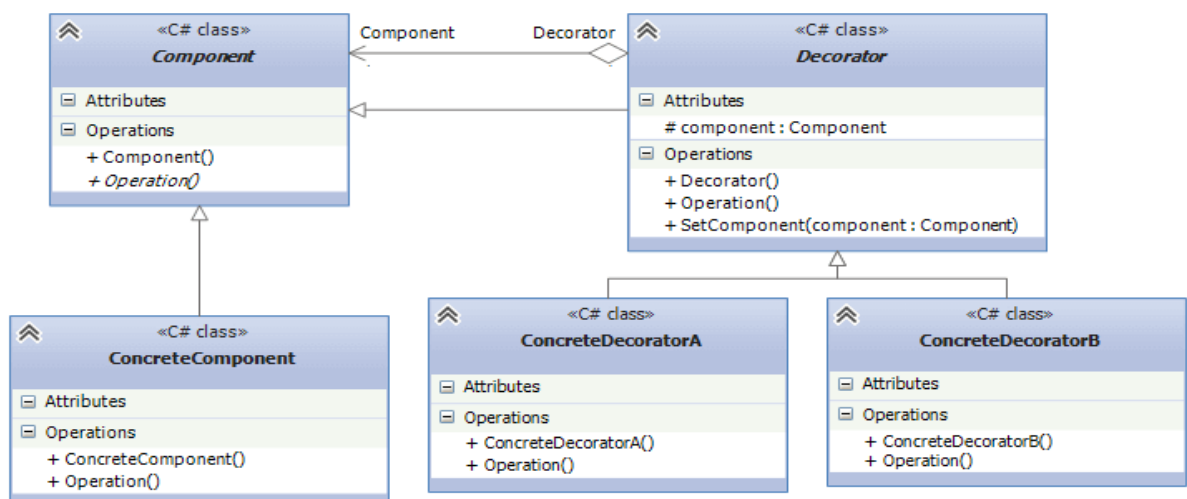 «C# class»
Component
Attributes
Operations
+ Component()
+ Operation()
Component
Decorator
«C# class»
Decorator
Attributes
# component : Component
Operations
+ Decorator()
+ Operation()
+ SetComponent(component : Component)
«C# class»
ConcreteComponent
Attributes
Operations
+ ConcreteComponent()
+ Operation()
«C# class»
ConcreteDecoratorA
Attributes
Operations
+ ConcreteDecoratorA()
+ Operation()
«C# class»
ConcreteDecoratorB
Attributes
Operations
+ ConcreteDecoratorB()
+ Operation()